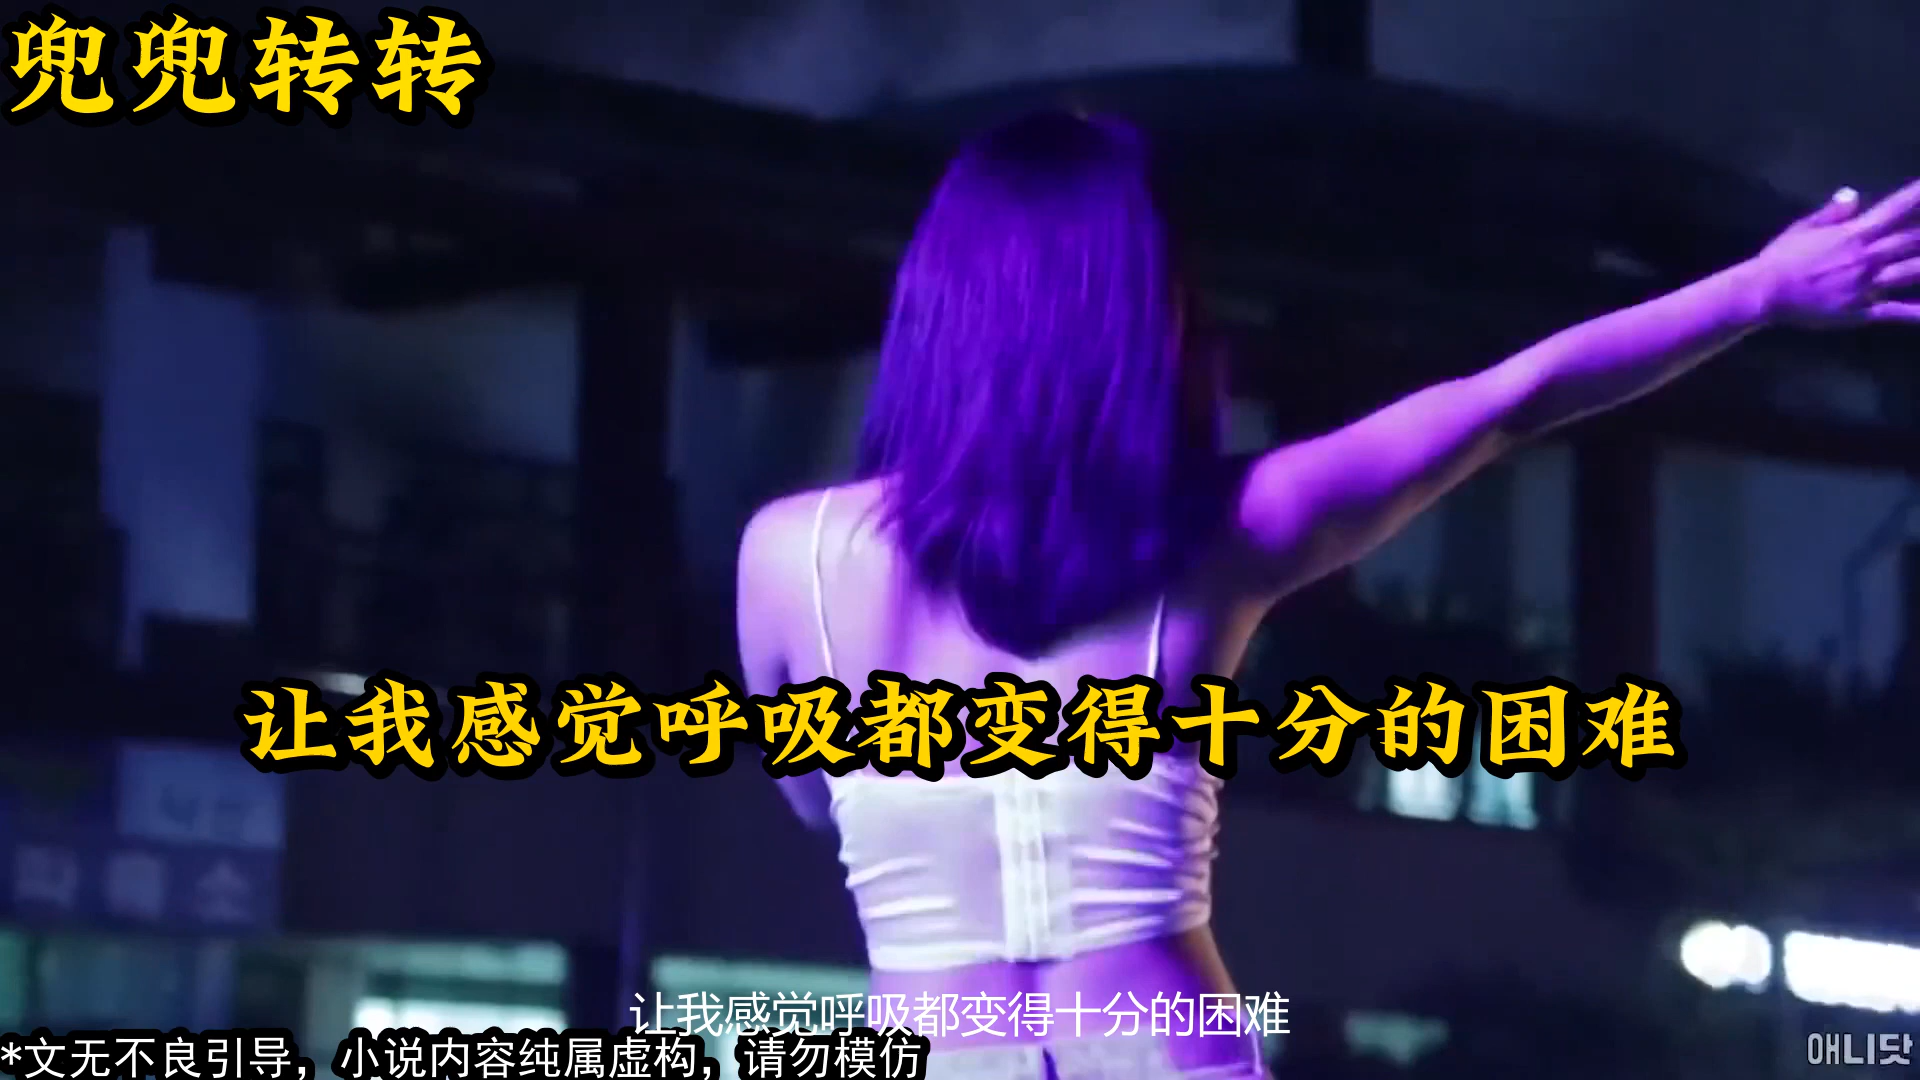 兜兜转转
让我感觉呼吸都变得十分的困难
让我感觉呼吸都变得十分的困难
*文无不良引导，小说内容纯属虚构，请勿模仿
애니닷